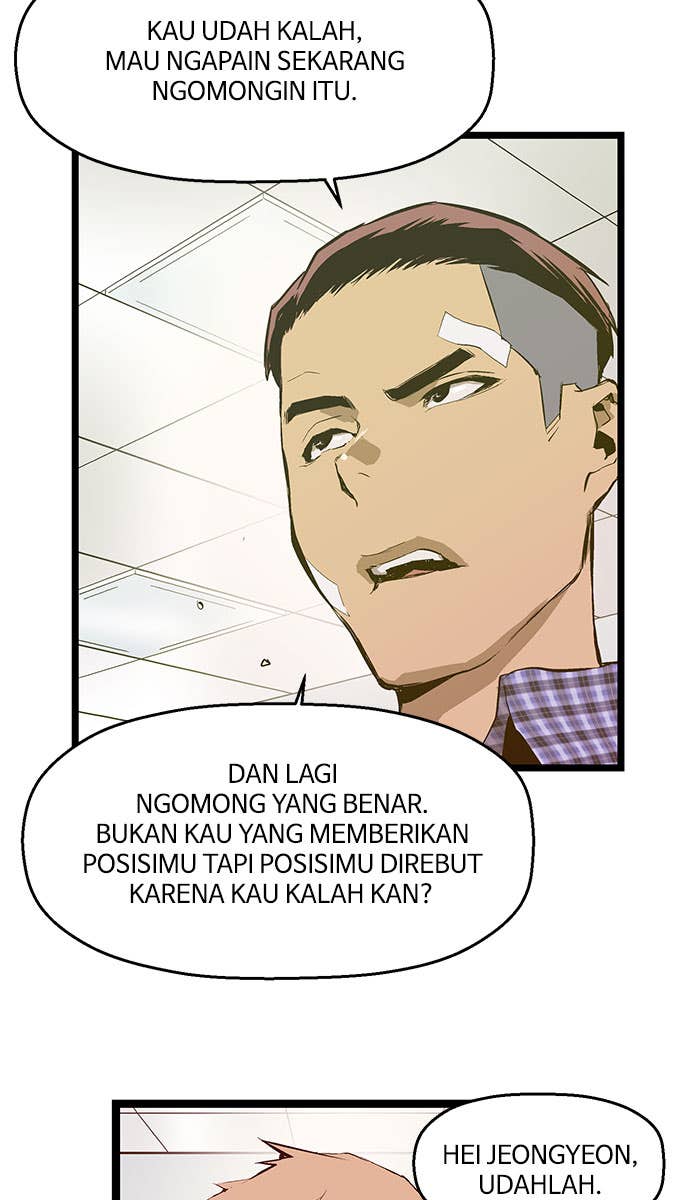 KAU UDAH KALAH,
MAU NGAPAIN SEKARANG
NGOMONGIN ITU.
DAN LAGI
NGOMONG YANG BENAR.
BUKAN KAU YANG MEMBERIKAN
POSISIMU TAPI POSISIMU DIREBUT
KARENA KAU KALAH KAN?
HEI JEONGYEON,
UDAHLAH.